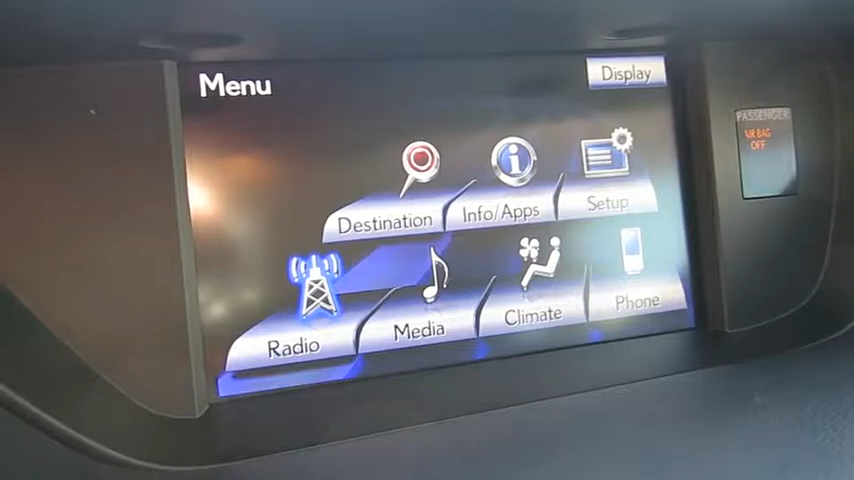 Menu
Display
PASSENGER
AIR BAG
OFF
Destination
Info/Apps
Setup
Radio
Media
Climate
Phone